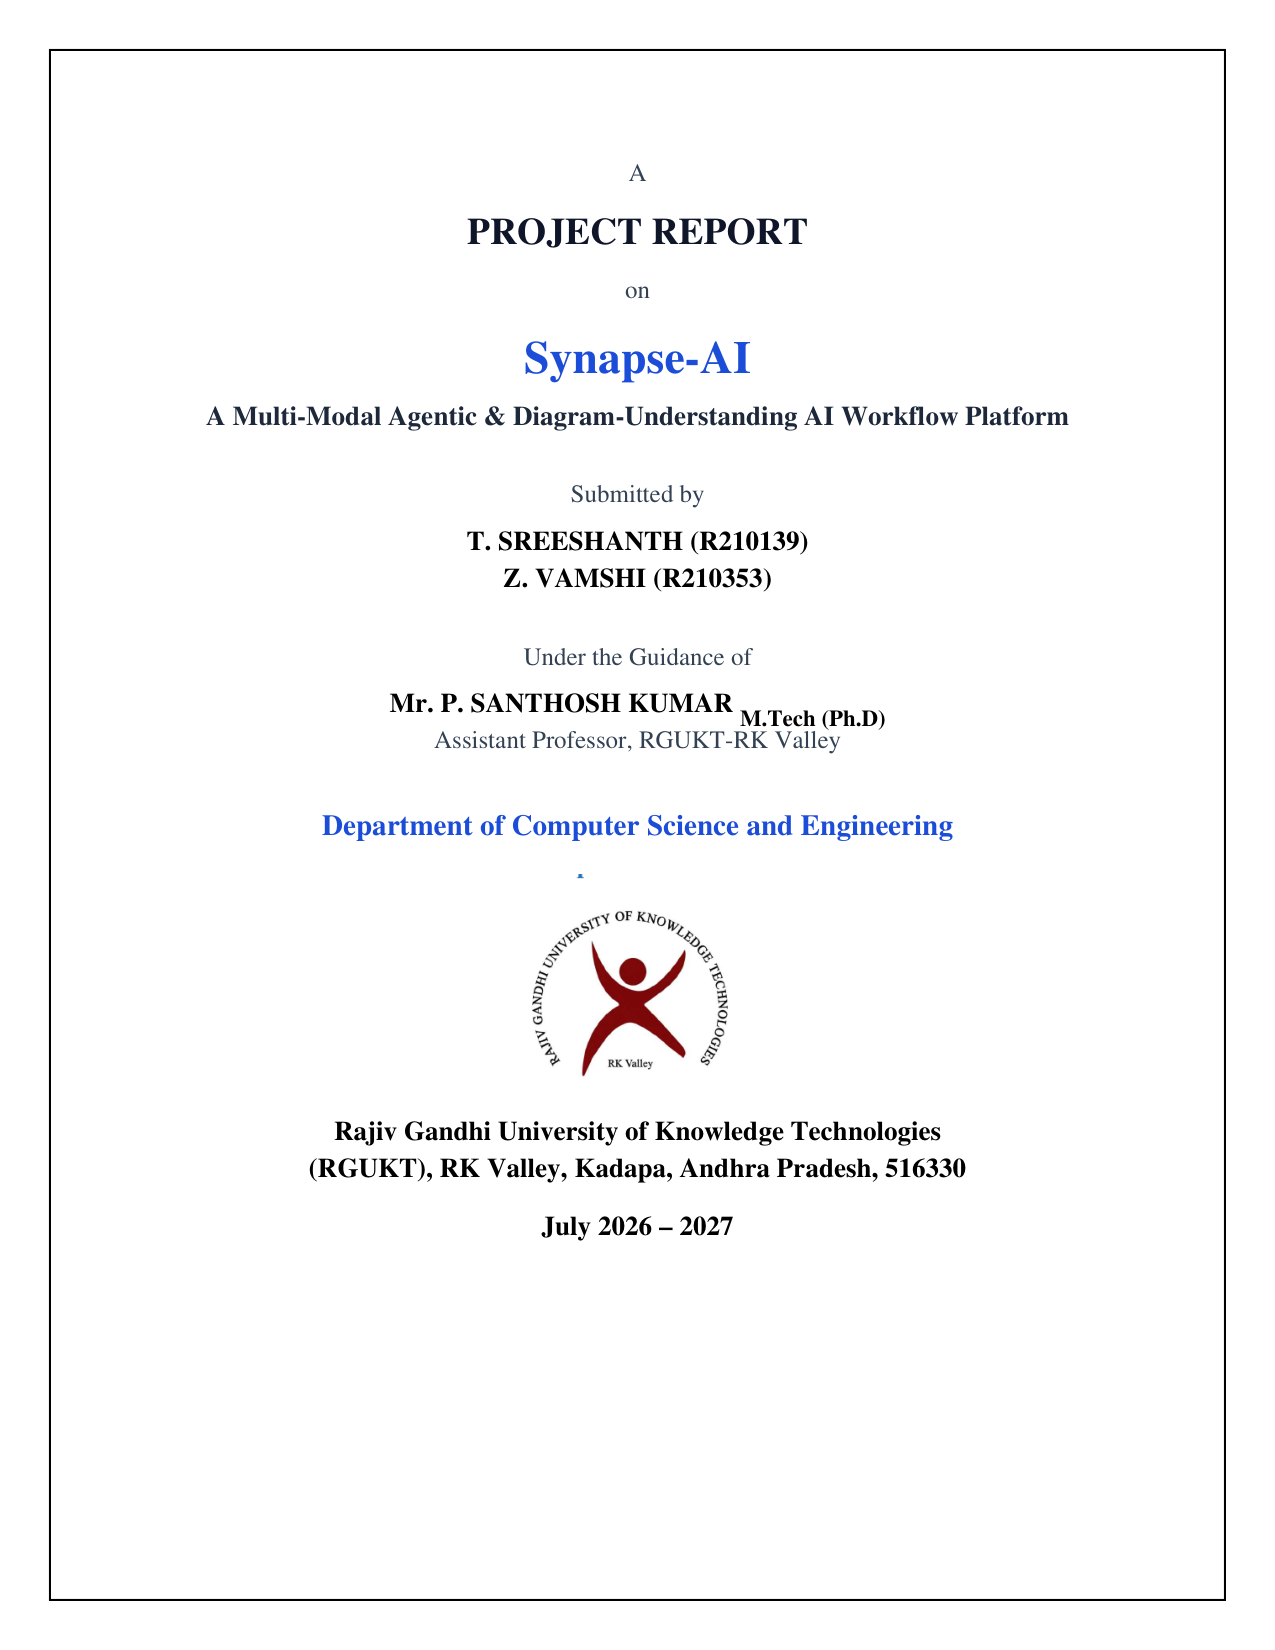 A
PROJECT REPORT
on
Synapse-AI
A Multi-Modal Agentic & Diagram-Understanding AI Workflow Platform
Submitted by
T. SREESHANTH (R210139)
Z. VAMSHI (R210353)
Under the Guidance of
Mr. P. SANTHOSH KUMAR M.Tech (Ph.D)
Assistant Professor, RGUKT-RK Valley
Department of Computer Science and Engineering
RAJIV GANDHI UNIVERSITY OF KNOWLEDGE TECHNOLOGIES
RK Valley
Rajiv Gandhi University of Knowledge Technologies
(RGUKT), RK Valley, Kadapa, Andhra Pradesh, 516330
July 2026 – 2027